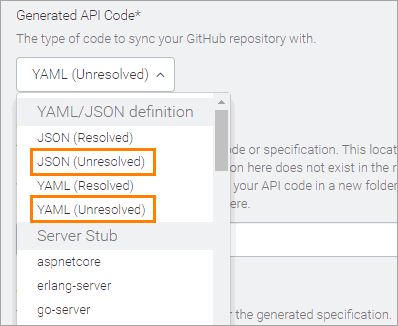 Generated API Code*
The type of code to sync your GitHub repository with.
YAML (Unresolved)
YAML/JSON definition
JSON (Resolved)
JSON (Unresolved)
YAML (Resolved)
YAML (Unresolved)
Server Stub
aspnetcore
erlang-server
go-server
ode or specification. This locat
on here does not exist in the r
your API code in a new folder
ere.
r the generated specification.